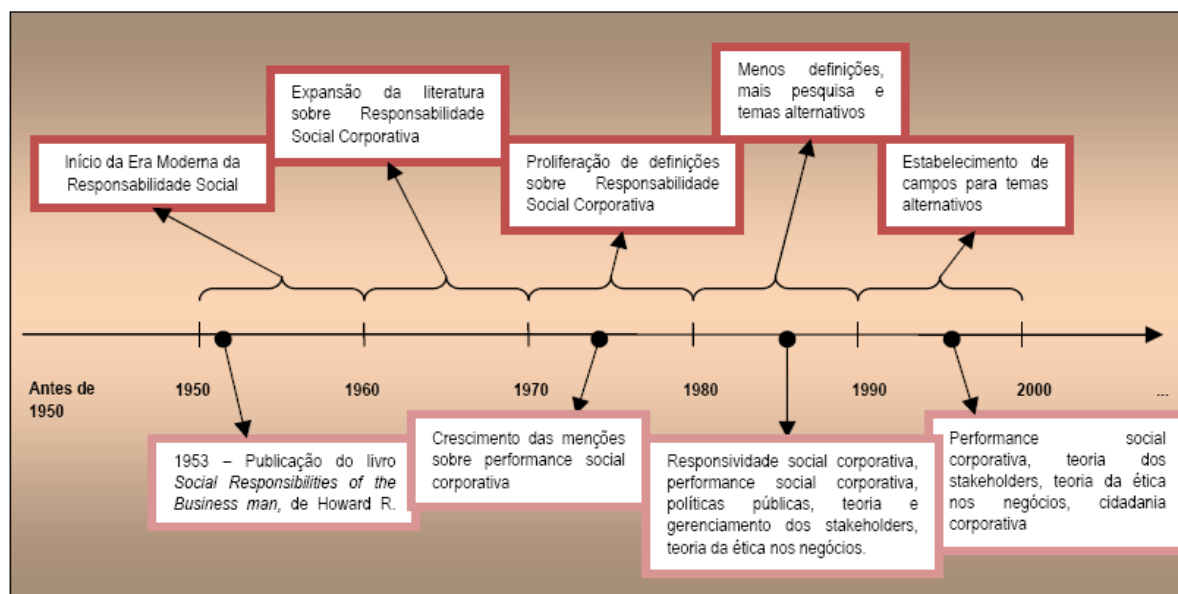 Início da Era Moderna da
Responsabilidade Social
Expansão da literatura
sobre Responsabilidade
Social Corporativa
Proliferação de definições
sobre Responsabilidade
Social Corporativa
Menos definições,
mais pesquisa e
temas alternativos
Estabelecimento de
campos para temas
alternativos
Antes de
1950
1950
1960
1970
1980
1990
2000
...
1953 – Publicação do livro
Social Responsibilities of the
Business man, de Howard R.
Crescimento das menções
sobre performance social
corporativa
Responsividade social corporativa,
performance social corporativa,
políticas públicas, teoria e
gerenciamento dos stakeholders,
teoria da ética nos negócios.
Performance social
corporativa, teoria dos
stakeholders, teoria da ética
nos negócios, cidadania
corporativa